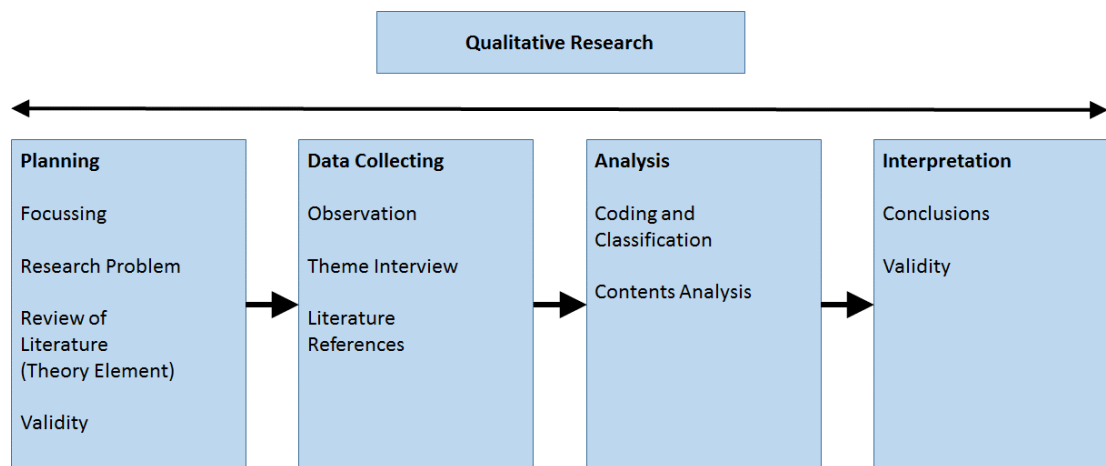 Qualitative Research
Planning
Focussing
Research Problem
Review of
Literature
(Theory Element)
Validity
Data Collecting
Observation
Theme Interview
Literature
References
Analysis
Coding and
Classification
Contents Analysis
Interpretation
Conclusions
Validity